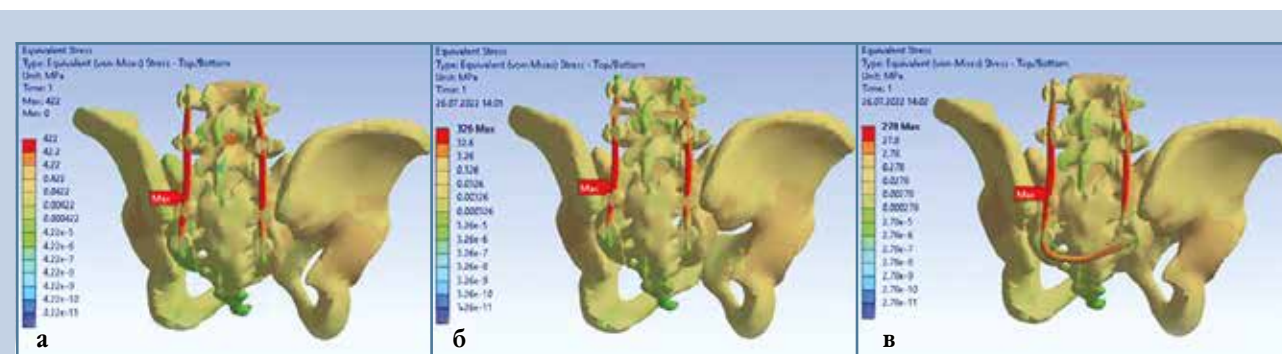 Equivalent Stress
Type: Equivalent (von-Mises) Stress - Top/Bottom
Unit: MPa
Time: 1
Max: 422
Min: 0
422
42.2
4.22
0.422
0.0422
0.00422
0.000422
4.22e-5
4.22e-6
4.22e-7
4.22e-8
4.22e-9
4.22e-10
4.22e-11
Max
а
Equivalent Stress
Type: Equivalent (von-Mises) Stress - Top/Bottom
Unit: MPa
Time: 1
26.07.2022 14:01
326 Max
32.6
3.26
0.326
0.0326
0.00326
0.000326
3.26e-5
3.26e-6
3.26e-7
3.26e-8
3.26e-9
3.26e-10
3.26e-11
Max
б
Equivalent Stress
Type: Equivalent (von-Mises) Stress - Top/Bottom
Unit: MPa
Time: 1
26.07.2022 14:02
278 Max
27.8
2.78
0.278
0.0278
0.00278
0.000278
2.78e-5
2.78e-6
2.78e-7
2.78e-8
2.78e-9
2.78e-10
2.78e-11
Max
в